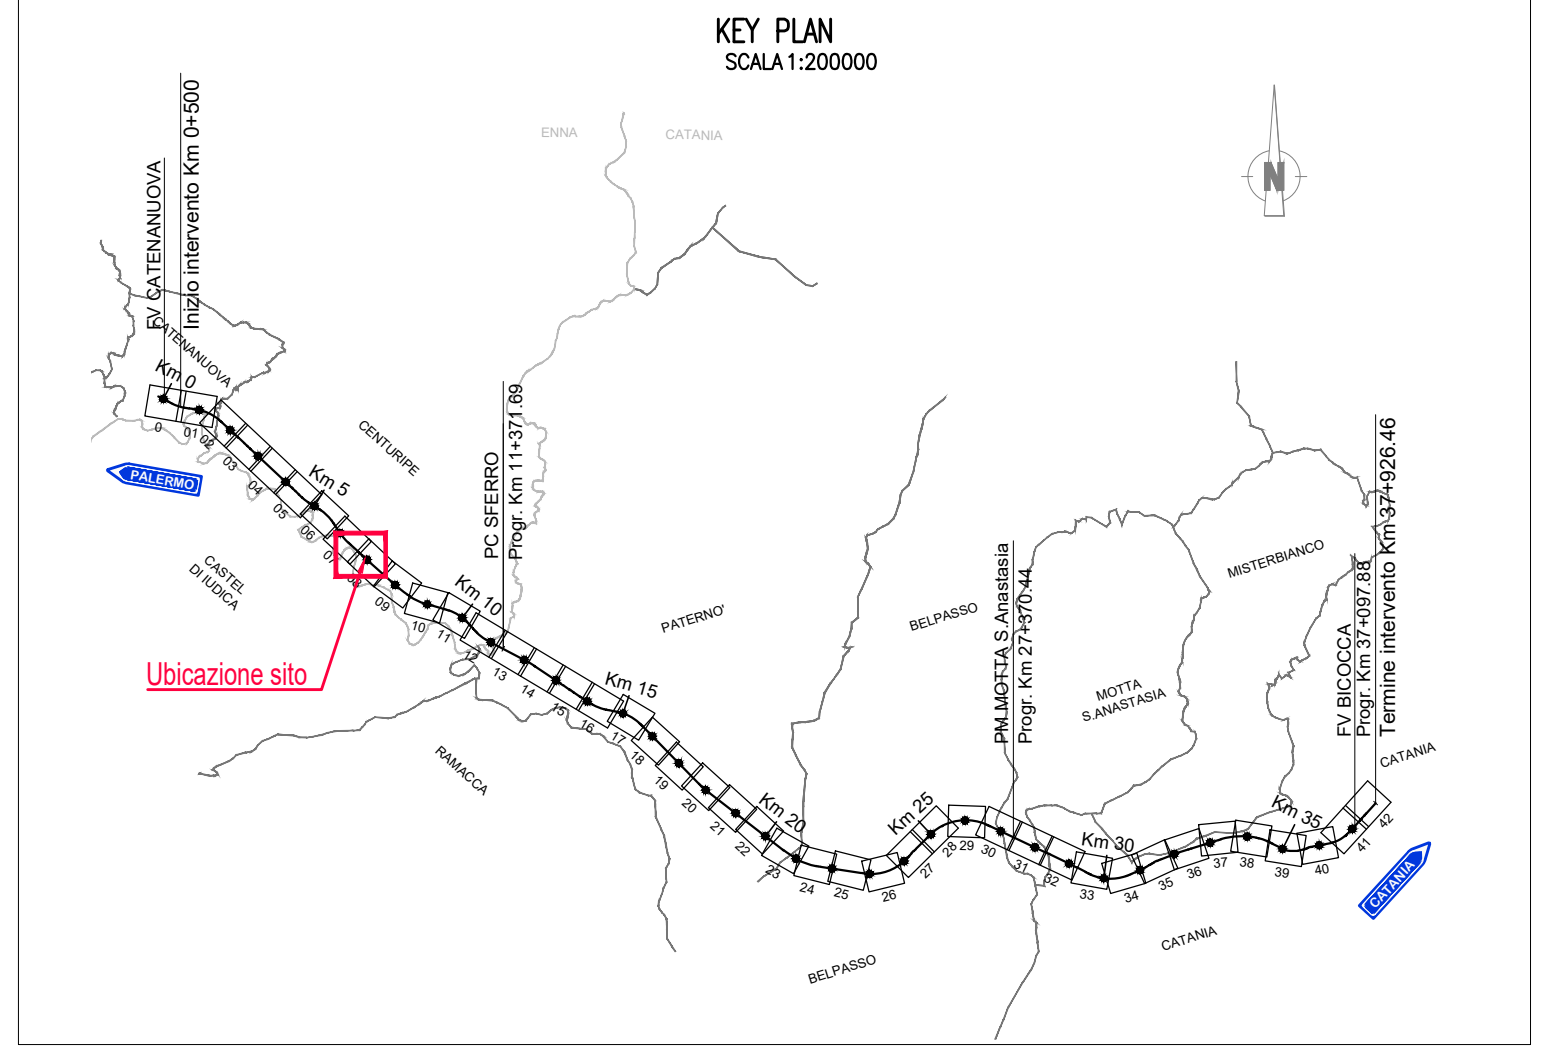 KEY PLAN
SCALA 1:200000
ENNA
CATANIA
N
FV CATENANUOVA
Inizio intervento Km 0+500
CATENANUOVA
Km 0
0
01
02
03
04
05
06
07
08
09
10
11
12
13
14
15
16
17
18
19
20
21
22
23
24
25
26
27
28
29
30
31
32
33
34
35
36
37
38
39
40
41
42
PALERMO
CENTURIPE
Km 5
CASTEL
DI IUDICA
Ubicazione sito
PC SFERRO
Progr. Km 11+371.69
Km 10
RAMACCA
PATERNO'
Km 15
Km 20
BELPASSO
Km 25
BELPASSO
PM MOTTA S.Anastasia
Progr. Km 27+370.44
Km 30
MOTTA
S.ANASTASIA
MISTERBIANCO
Km 35
FV BICOCCA
Progr. Km 37+097.88
Termine intervento Km 37+926.46
CATANIA
CATANIA
CATANIA